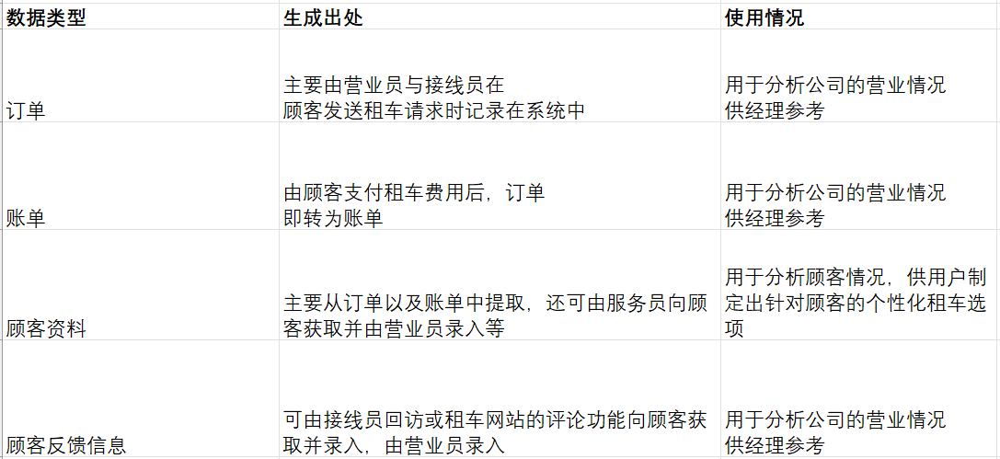 数据类型
生成出处
使用情况
订单
主要由营业员与接线员在
顾客发送租车请求时记录在系统中
用于分析公司的营业情况
供经理参考
账单
由顾客支付租车费用后，订单
即转为账单
用于分析公司的营业情况
供经理参考
顾客资料
主要从订单以及账单中提取，还可由服务员向顾
客获取并由营业员录入等
用于分析顾客情况，供用户制
定出针对顾客的个性化租车选
项
顾客反馈信息
可由接线员回访或租车网站的评论功能向顾客获
取并录入，由营业员录入
用于分析公司的营业情况
供经理参考